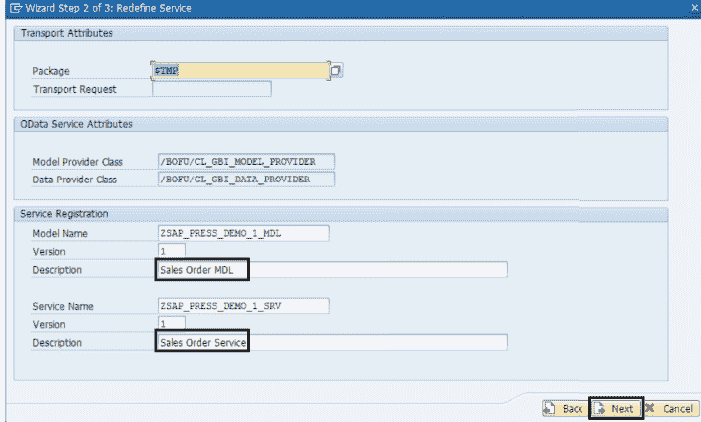 Wizard Step 2 of 3: Redefine Service
Transport Attributes
Package $TMP
Transport Request
OData Service Attributes
Model Provider Class /BOFU/CL_GBI_MODEL_PROVIDER
Data Provider Class /BOFU/CL_GBI_DATA_PROVIDER
Service Registration
Model Name ZSAP_PRESS_DEMO_1_MDL
Version 1
Description Sales Order MDL
Service Name ZSAP_PRESS_DEMO_1_SRV
Version 1
Description Sales Order Service
Back Next Cancel